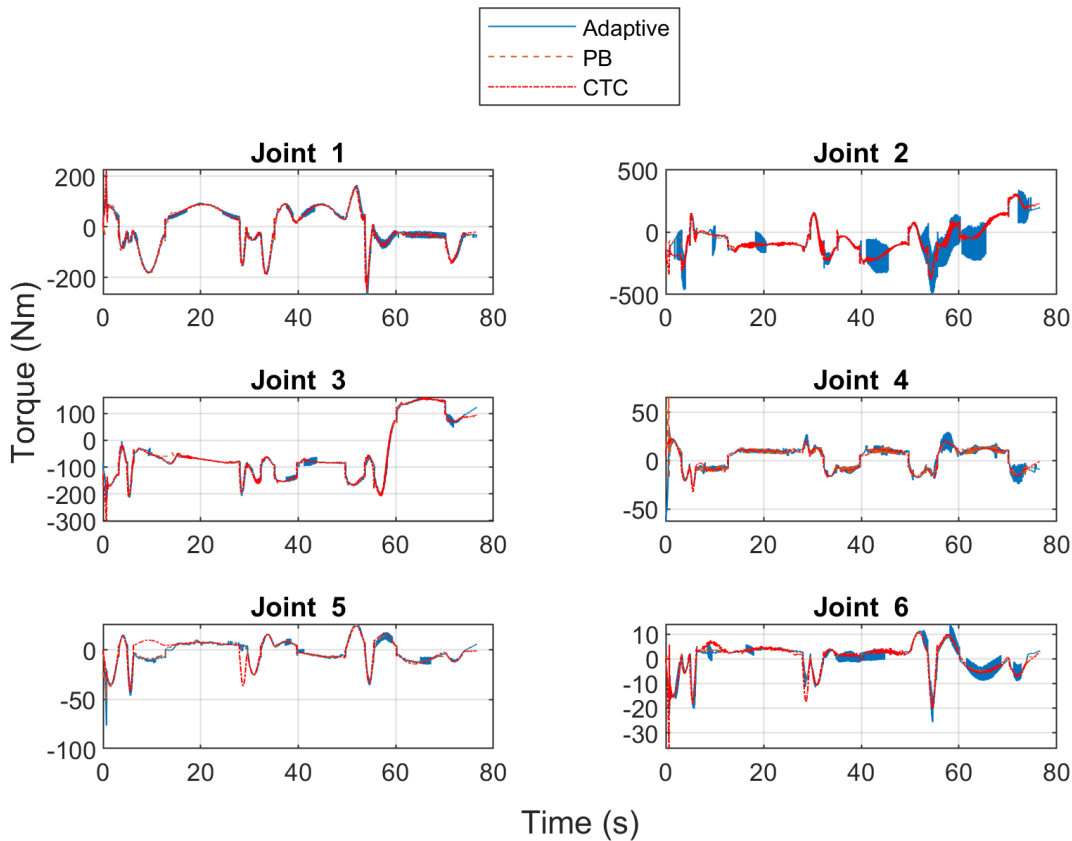 Adaptive
PB
CTC
Joint 1
Joint 2
200
0
-200
0 20 40 60 80
500
0
-500
0 20 40 60 80
Joint 3
Joint 4
100
0
-100
-200
-300
0 20 40 60 80
50
0
-50
0 20 40 60 80
Joint 5
Joint 6
0
-50
-100
0 20 40 60 80
10
0
-10
-20
-30
0 20 40 60 80
Torque (Nm)
Time (s)